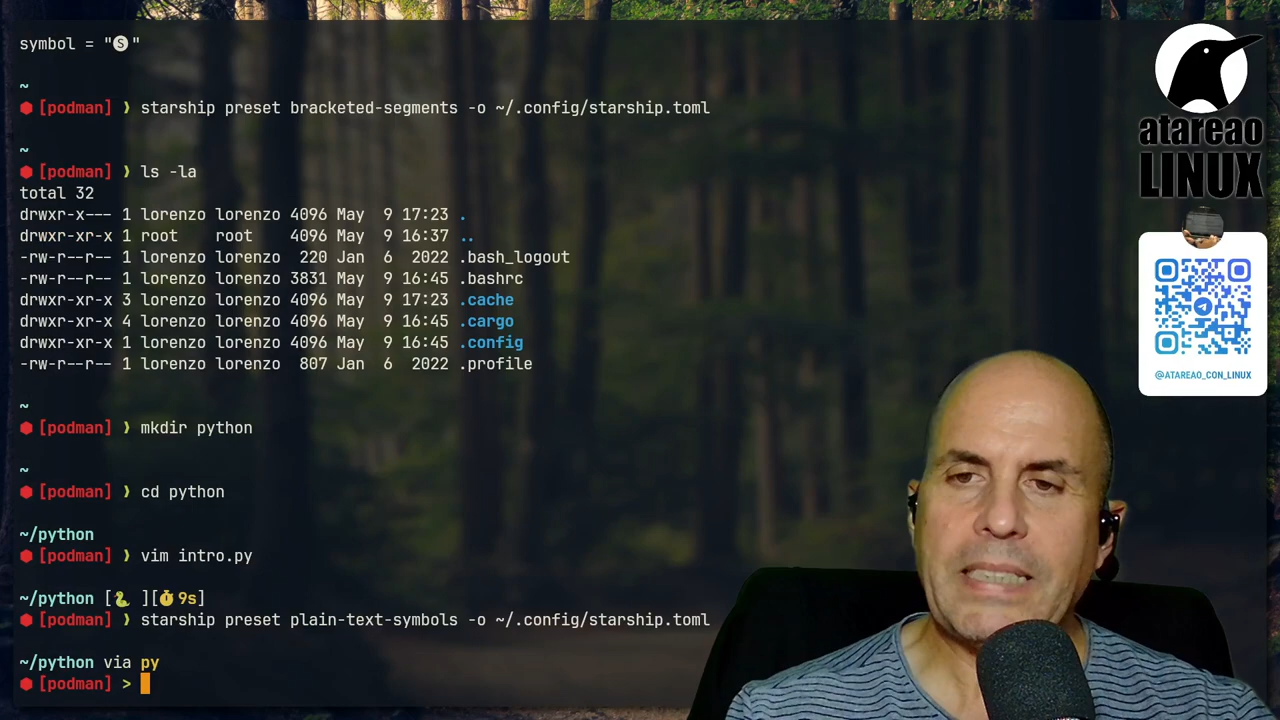 symbol = "🅢 "
~
⬢ [podman] ❯ starship preset bracketed-segments -o ~/.config/starship.toml
~
⬢ [podman] ❯ ls -la
total 32
drwxr-x--- 1 lorenzo lorenzo 4096 May  9 17:23 .
drwxr-xr-x 1 root    root    4096 May  9 16:37 ..
-rw-r--r-- 1 lorenzo lorenzo  220 Jan  6  2022 .bash_logout
-rw-r--r-- 1 lorenzo lorenzo 3831 May  9 16:45 .bashrc
drwxr-xr-x 3 lorenzo lorenzo 4096 May  9 17:23 .cache
drwxr-xr-x 4 lorenzo lorenzo 4096 May  9 16:45 .cargo
drwxr-xr-x 1 lorenzo lorenzo 4096 May  9 16:45 .config
-rw-r--r-- 1 lorenzo lorenzo  807 Jan  6  2022 .profile
~
⬢ [podman] ❯ mkdir python
~
⬢ [podman] ❯ cd python
~/python
⬢ [podman] ❯ vim intro.py
~/python [🐍 ][⏱ 9s]
⬢ [podman] ❯ starship preset plain-text-symbols -o ~/.config/starship.toml
~/python via py
⬢ [podman] >
atareao
LINUX
@ATAREAO_CON_LINUX